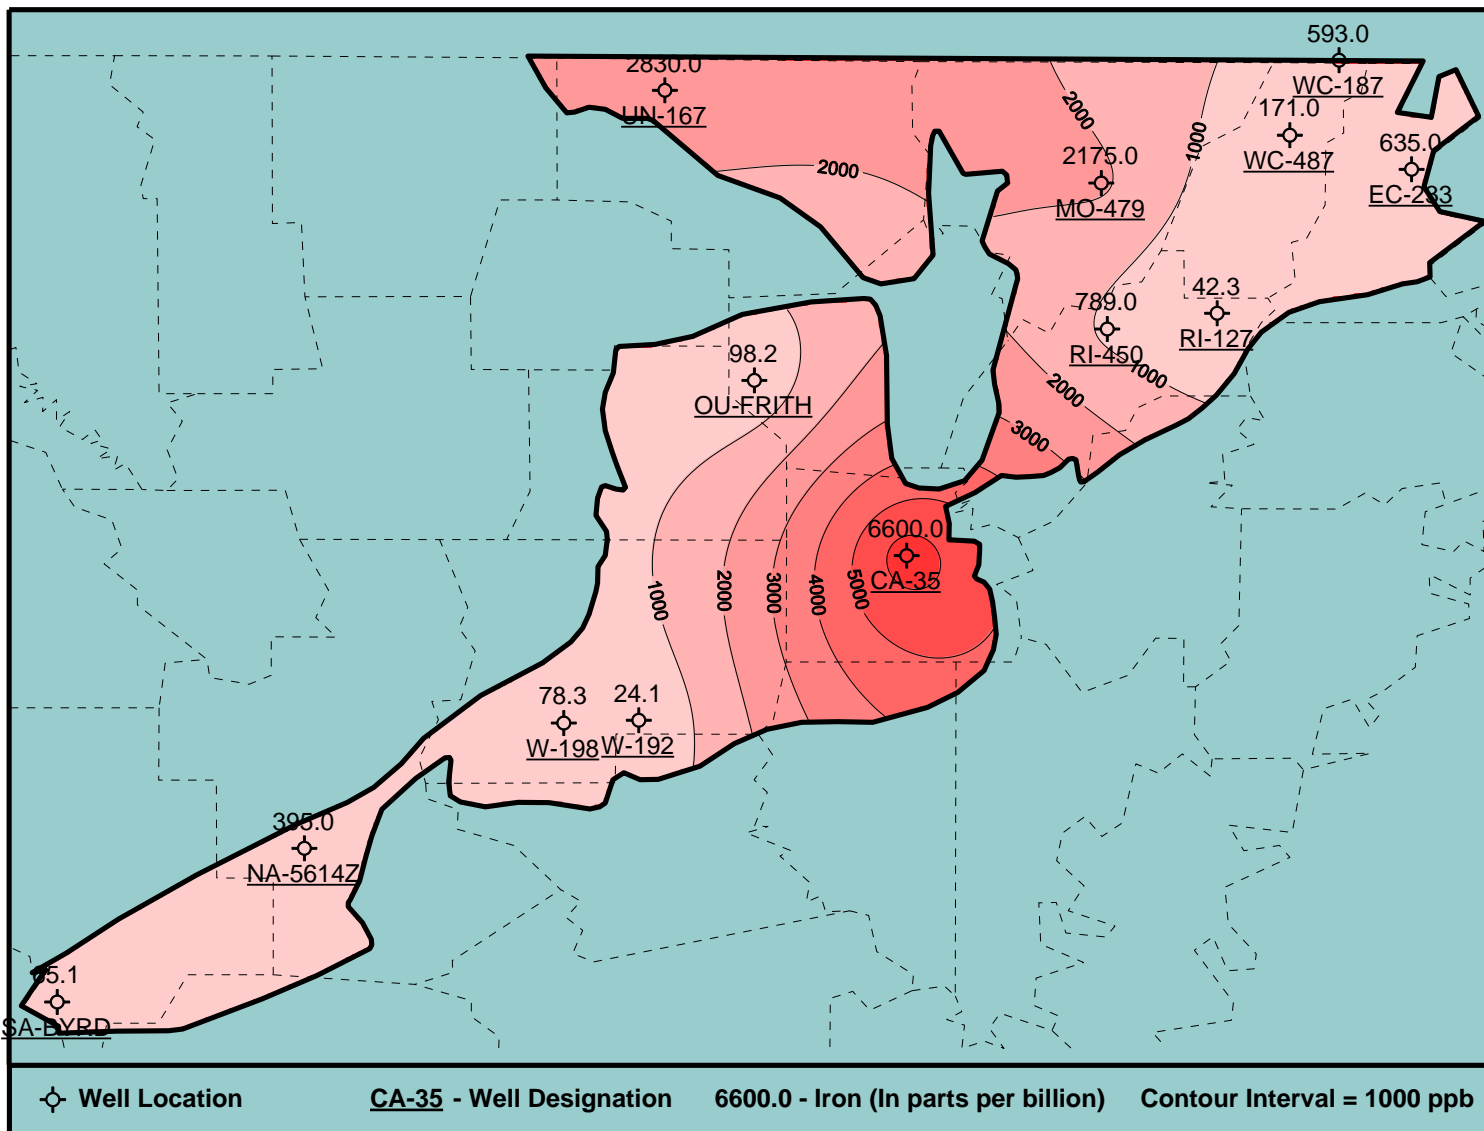 593.0
2830.0
WC-187
UN-167
2000
171.0
1000
2175.0
WC-487
635.0
2000
EC-233
MO-479
42.3
789.0
RI-127
RI-450
98.2
1000
2000
OU-FRITH
3000
6600.0
CA-35
1000
2000
3000
4000
5000
78.3
24.1
W-198
W-192
395.0
NA-5614Z
65.1
SA-BYRD
Well Location CA-35 - Well Designation 6600.0 - Iron (In parts per billion) Contour Interval = 1000 ppb